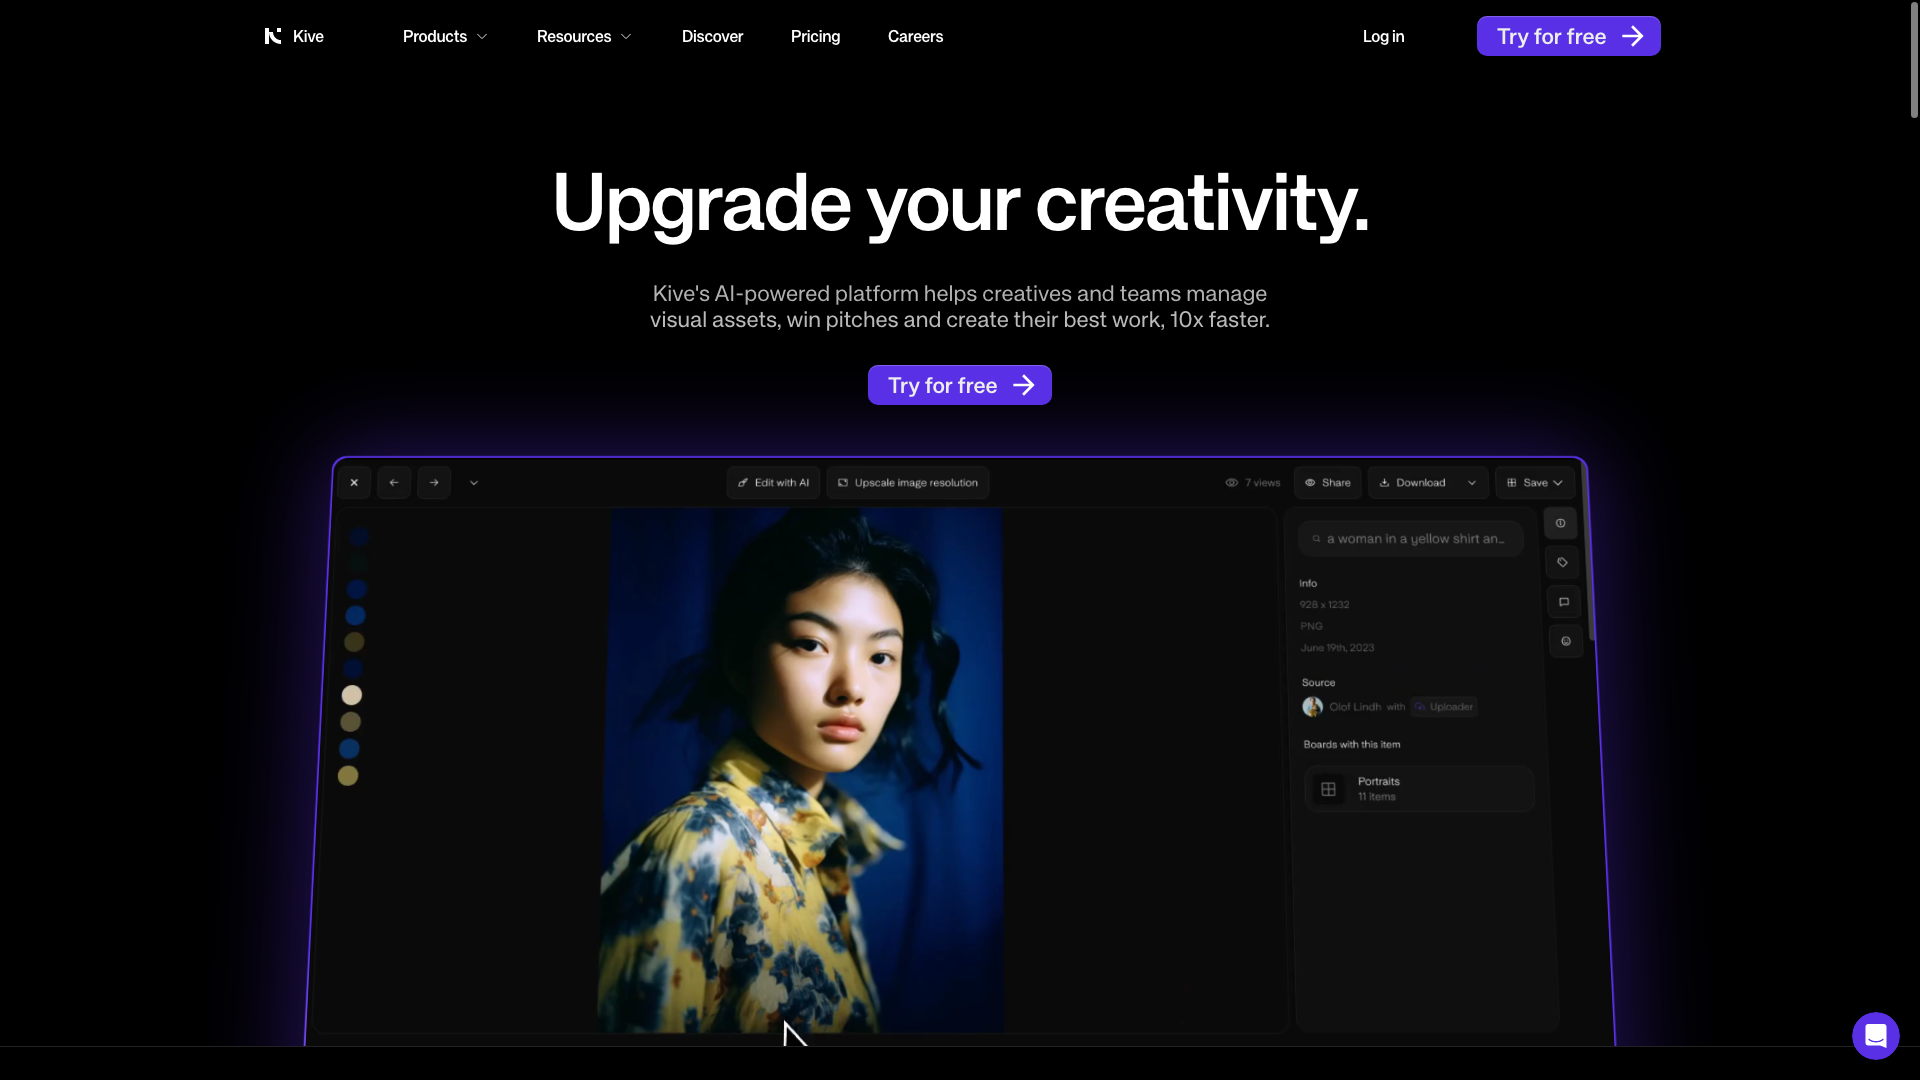 Kive
Products
Resources
Discover
Pricing
Careers
Log in
Try for free
Upgrade your creativity.
Kive's AI-powered platform helps creatives and teams manage
visual assets, win pitches and create their best work, 10x faster.
Try for free
Edit with AI
Upscale image resolution
7 views
Share
Download
Save
a woman in a yellow shirt an...
Info
928 x 1232
PNG
June 19th, 2023
Source
Olof Lindh with Uploader
Boards with this item
Portraits
11 items